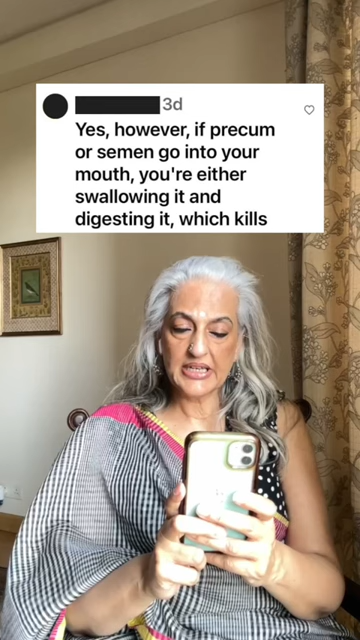 3d
Yes, however, if precum
or semen go into your
mouth, you're either
swallowing it and
digesting it, which kills